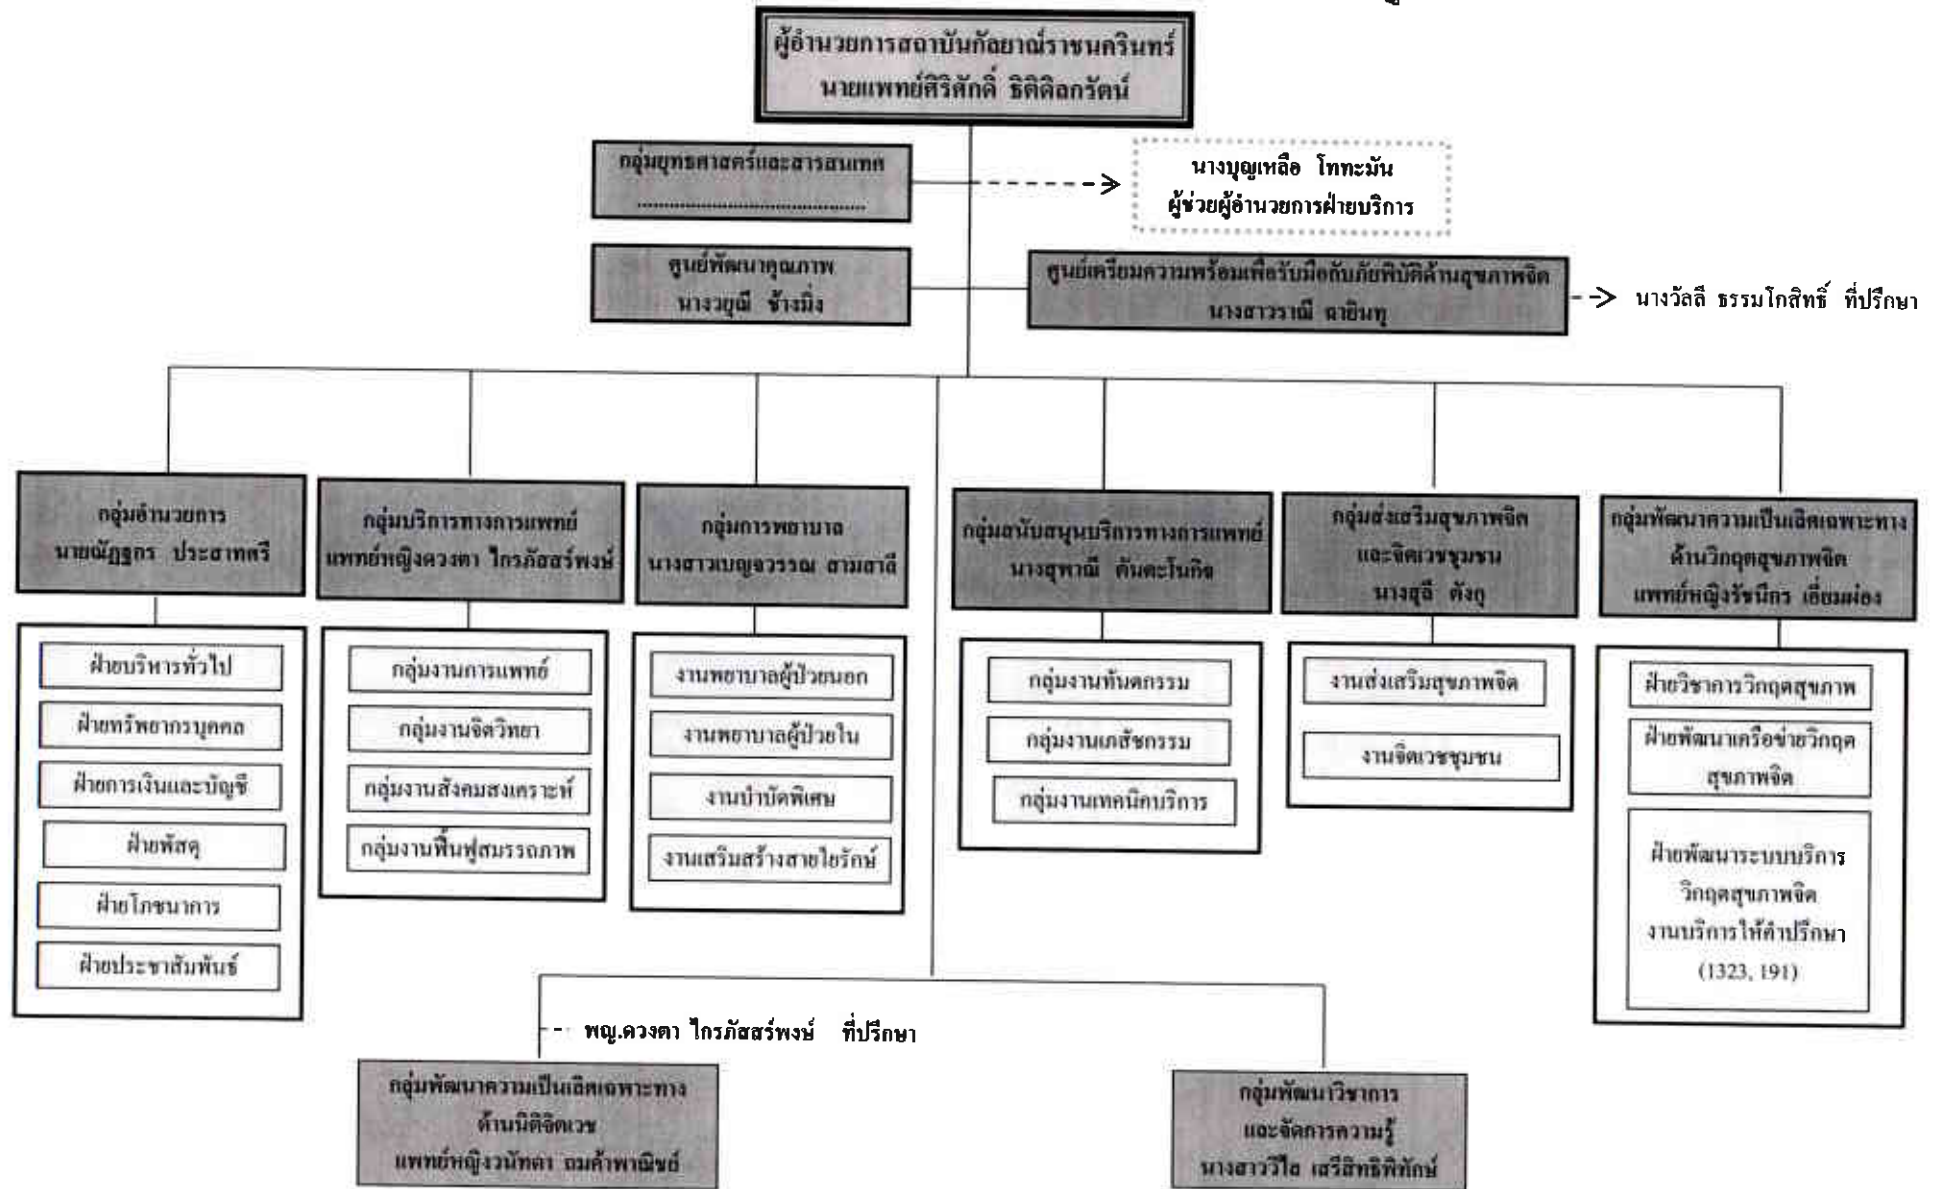 ผู้อำนวยการสถาบันกัลยาณ์ราชนครินทร์
นายแพทย์ศิริศักดิ์ ธิติดิลกรัตน์
กลุ่มยุทธศาสตร์และสารสนเทศ
................................................
นางบุญเหลือ โททะมัน
ผู้ช่วยผู้อำนวยการฝ่ายบริการ
ศูนย์พัฒนาคุณภาพ
นางวยุณี ช้างมิ่ง
ศูนย์เตรียมความพร้อมเพื่อรับมือกับภัยพิบัติด้านสุขภาพจิต
นางสาวราณี ฉายินทุ
นางวัลลี ธรรมโกสิทธิ์ ที่ปรึกษา
กลุ่มอำนวยการ
นายณัฏฐกร ประสาทศรี
กลุ่มบริการทางการแพทย์
แพทย์หญิงดวงตา ไกรภัสสร์พงษ์
กลุ่มการพยาบาล
นางสาวเบญจวรรณ สามสาลี
กลุ่มสนับสนุนบริการทางการแพทย์
นางสุพาณี ตันตะโนกิจ
กลุ่มส่งเสริมสุขภาพจิต
และจิตเวชชุมชน
นางสุลี ตังกุ
กลุ่มพัฒนาความเป็นเลิศเฉพาะทาง
ด้านวิกฤตสุขภาพจิต
แพทย์หญิงรัชนีกร เอี่ยมผ่อง
ฝ่ายบริหารทั่วไป
ฝ่ายทรัพยากรบุคคล
ฝ่ายการเงินและบัญชี
ฝ่ายพัสดุ
ฝ่ายโภชนาการ
ฝ่ายประชาสัมพันธ์
กลุ่มงานการแพทย์
กลุ่มงานจิตวิทยา
กลุ่มงานสังคมสงเคราะห์
กลุ่มงานฟื้นฟูสมรรถภาพ
งานพยาบาลผู้ป่วยนอก
งานพยาบาลผู้ป่วยใน
งานบำบัดพิเศษ
งานเสริมสร้างสายใยรักษ์
กลุ่มงานทันตกรรม
กลุ่มงานเภสัชกรรม
กลุ่มงานเทคนิคบริการ
งานส่งเสริมสุขภาพจิต
งานจิตเวชชุมชน
ฝ่ายวิชาการวิกฤตสุขภาพ
ฝ่ายพัฒนาเครือข่ายวิกฤต
สุขภาพจิต
ฝ่ายพัฒนาระบบบริการ
วิกฤตสุขภาพจิต
งานบริการให้คำปรึกษา
(1323, 191)
พญ.ดวงตา ไกรภัสสร์พงษ์ ที่ปรึกษา
กลุ่มพัฒนาความเป็นเลิศเฉพาะทาง
ด้านนิติจิตเวช
แพทย์หญิงวนัทดา ถมค้าพาณิชย์
กลุ่มพัฒนาวิชาการ
และจัดการความรู้
นางสาววิไล เสรีสิทธิพิทักษ์